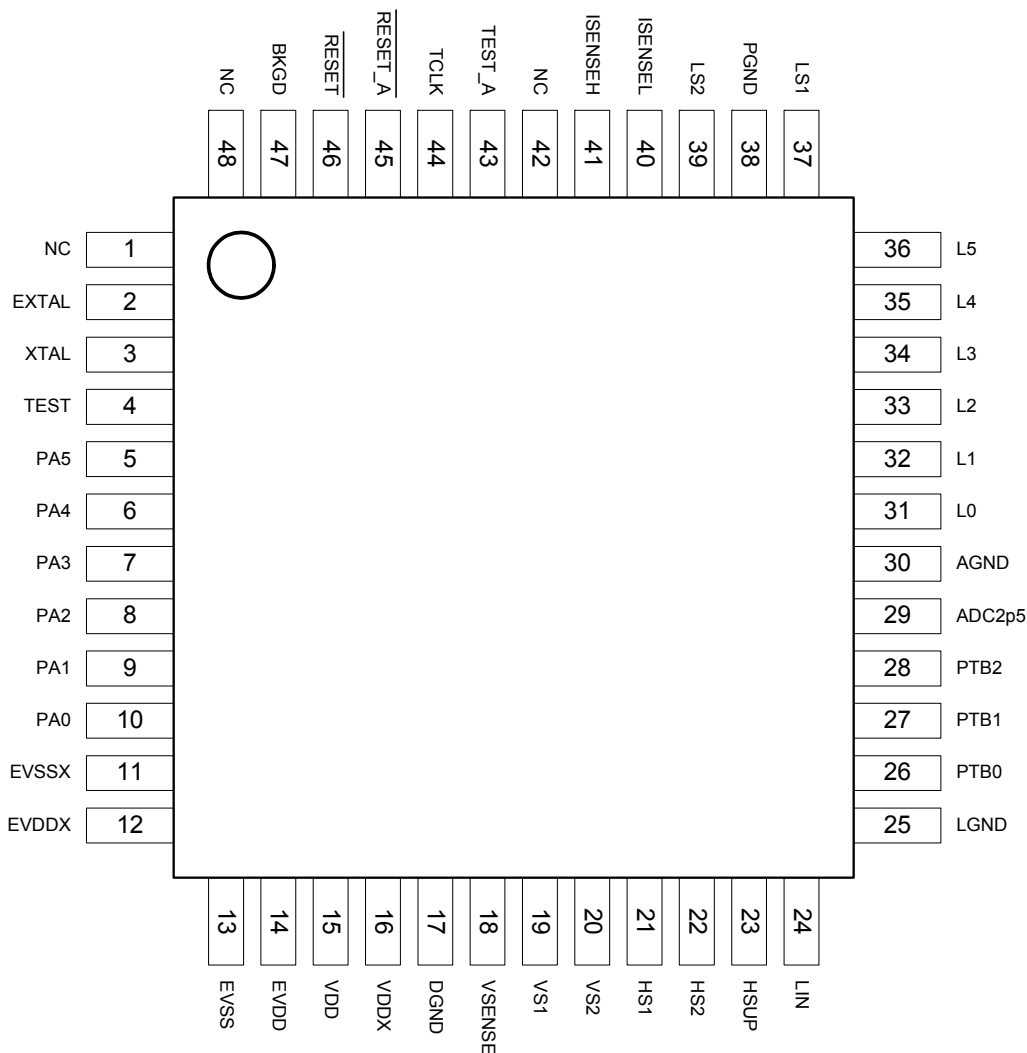 NC
BKGD
RESET
RESET_A
TCLK
TEST_A
NC
ISENSEH
ISENSEL
LS2
PGND
LS1
48
47
46
45
44
43
42
41
40
39
38
37
NC 1
EXTAL 2
XTAL 3
TEST 4
PA5 5
PA4 6
PA3 7
PA2 8
PA1 9
PA0 10
EVSSX 11
EVDDX 12
36 L5
35 L4
34 L3
33 L2
32 L1
31 L0
30 AGND
29 ADC2p5
28 PTB2
27 PTB1
26 PTB0
25 LGND
13
14
15
16
17
18
19
20
21
22
23
24
EVSS
EVDD
VDD
VDDX
DGND
VSENSE
VS1
VS2
HS1
HS2
HSUP
LIN